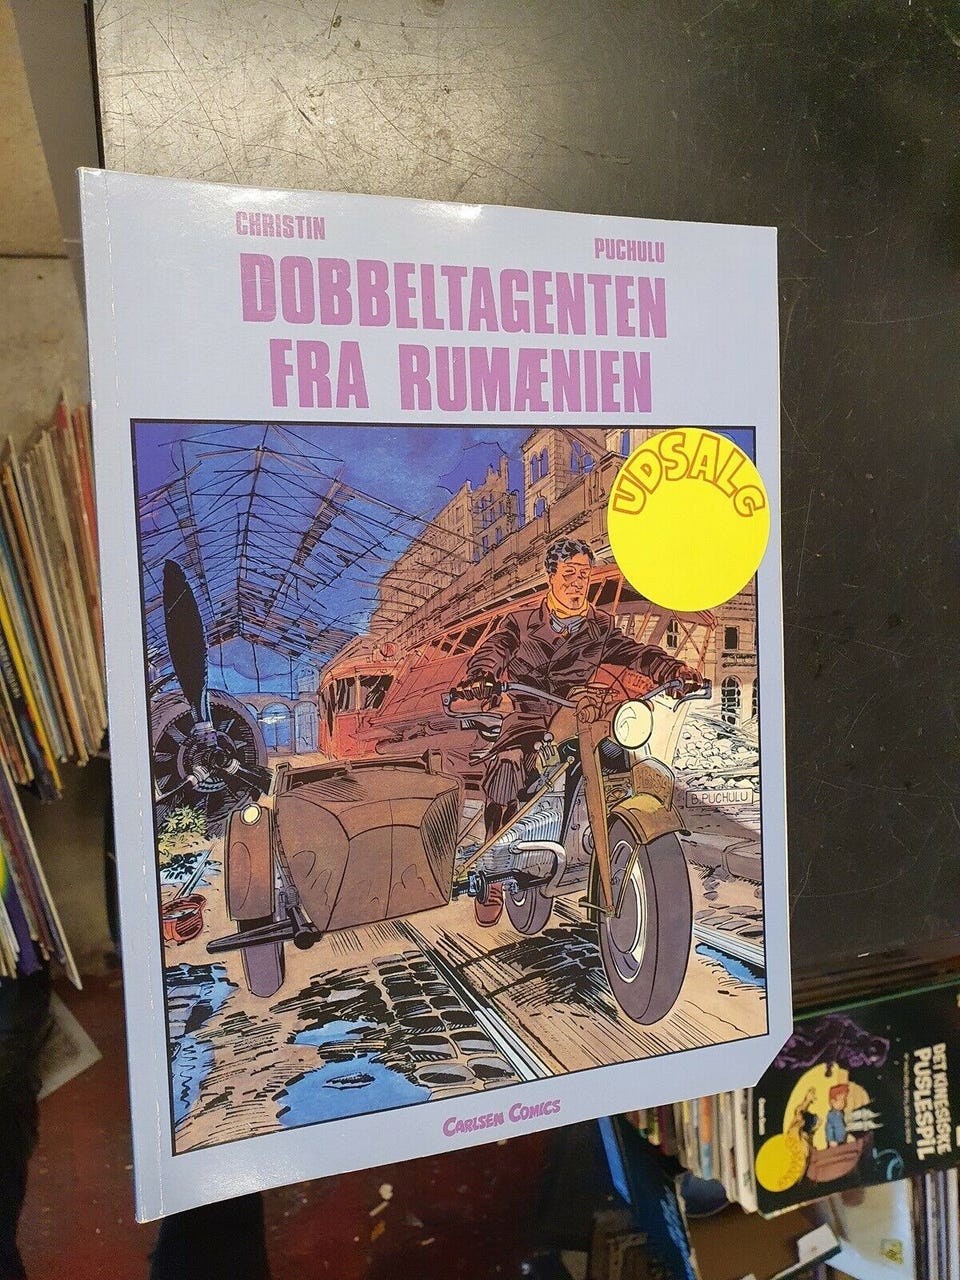 CHRISTIN
PUCHULU
DOBBELTAGENTEN
FRA RUMÆNIEN
UDSALG
B.PUCHULU
CARLSEN COMICS
DET KINESISKE
PUSLESPIL